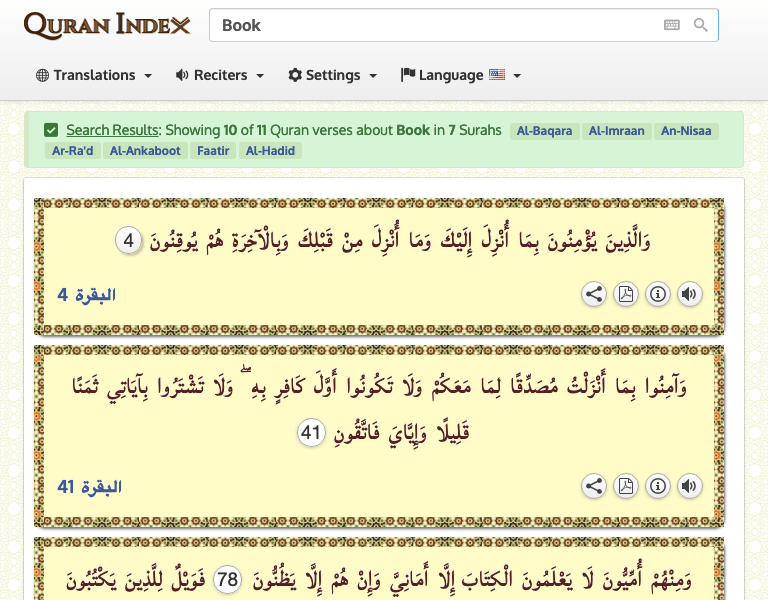 QURAN INDEX
Book
Translations
Reciters
Settings
Language
Search Results: Showing 10 of 11 Quran verses about Book in 7 Surahs Al-Baqara Al-Imraan An-Nisaa
Ar-Ra'd Al-Ankaboot Faatir Al-Hadid
وَالَّذِينَ يُؤْمِنُونَ بِمَا أُنْزِلَ إِلَيْكَ وَمَا أُنْزِلَ مِنْ قَبْلِكَ وَبِالْآخِرَةِ هُمْ يُوقِنُونَ 4
البقرة 4
وَآمِنُوا بِمَا أَنْزَلْتُ مُصَدِّقًا لِمَا مَعَكُمْ وَلَا تَكُونُوا أَوَّلَ كَافِرٍ بِهِ ۖ وَلَا تَشْتَرُوا بِآيَاتِي ثَمَنًا
قَلِيلًا وَإِيَّايَ فَاتَّقُونِ 41
البقرة 41
وَمِنْهُمْ أُمِّيُّونَ لَا يَعْلَمُونَ الْكِتَابَ إِلَّا أَمَانِيَّ وَإِنْ هُمْ إِلَّا يَظُنُّونَ 78 فَوَيْلٌ لِلَّذِينَ يَكْتُبُونَ